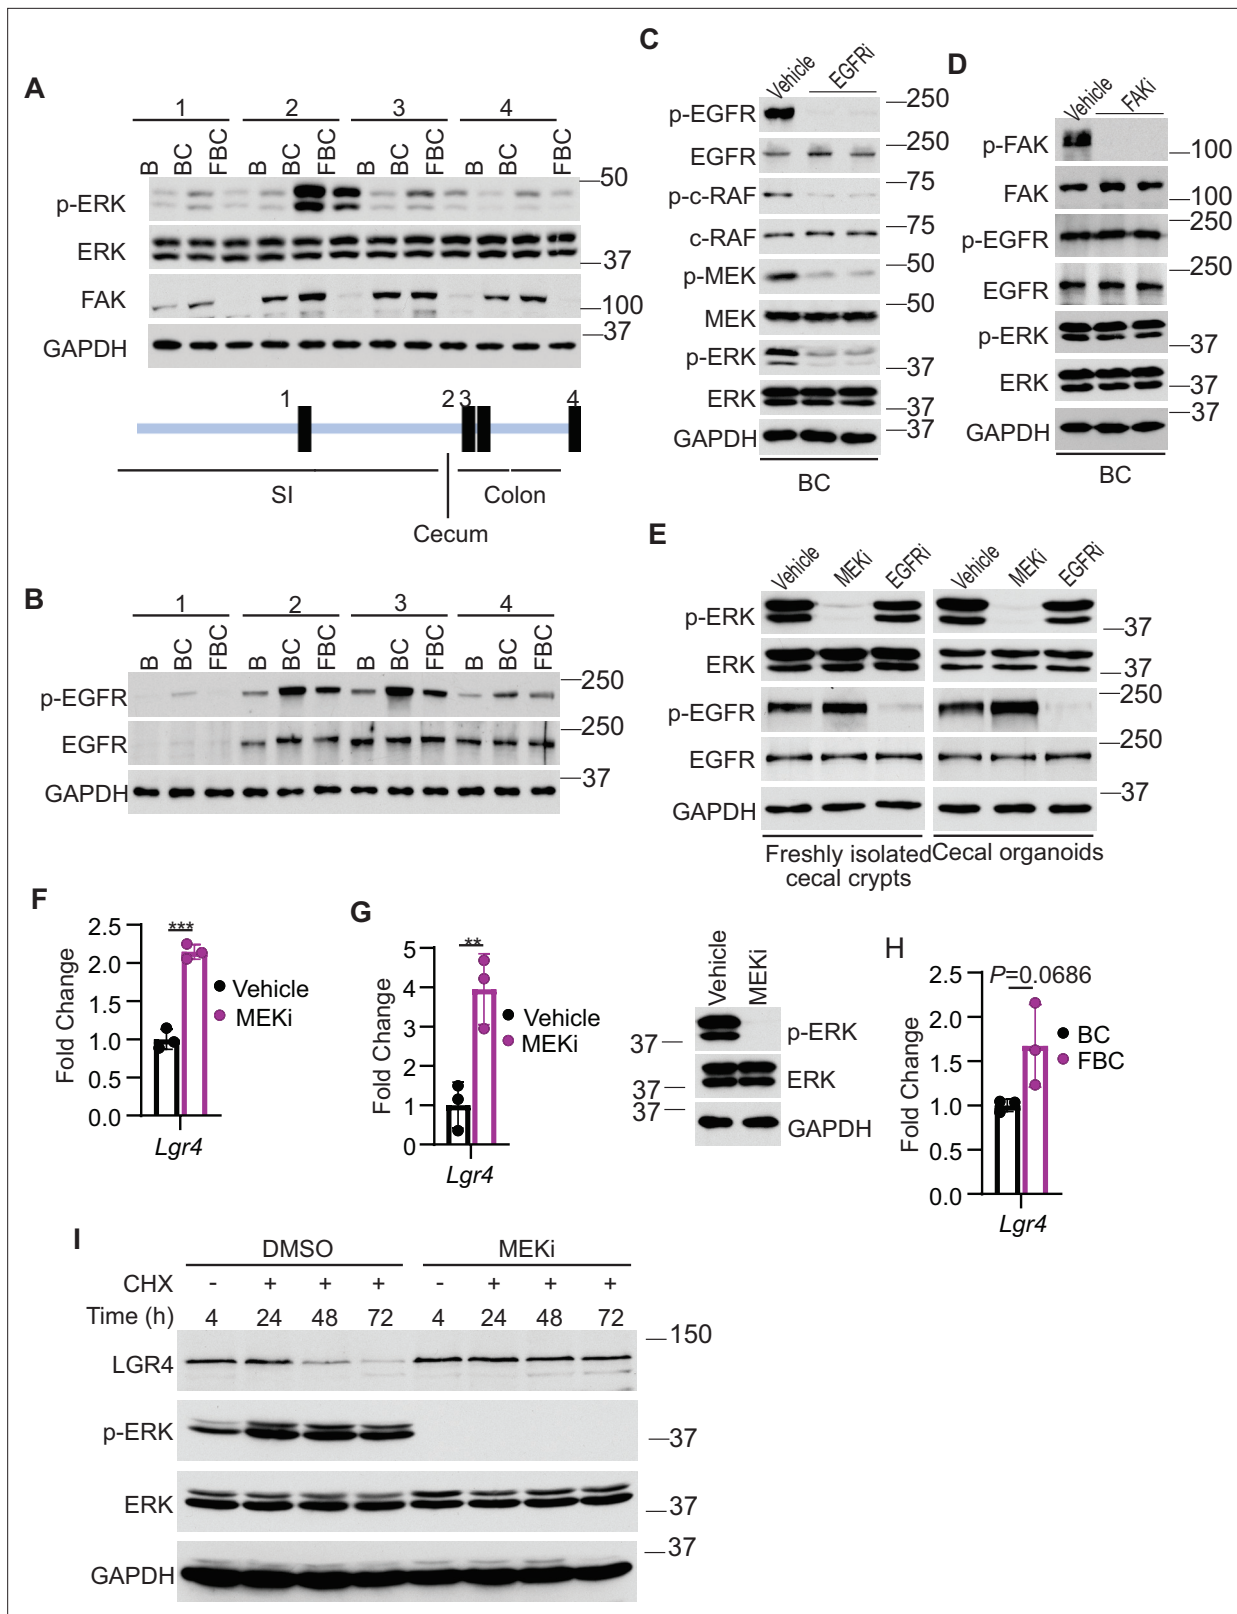 A
1 2 3 4
B BC FBC B BC FBC B BC FBC B BC FBC
p-ERK
50
ERK
37
FAK
100
GAPDH
37
1 2 3 4
SI Colon
Cecum
B
1 2 3 4
B BC FBC B BC FBC B BC FBC B BC FBC
p-EGFR
250
EGFR
250
GAPDH
37
C
Vehicle EGFRi
p-EGFR
250
EGFR
250
p-c-RAF
75
c-RAF
75
p-MEK
50
MEK
50
p-ERK
37
ERK
37
GAPDH
37
BC
D
Vehicle FAKi
p-FAK
100
FAK
100
p-EGFR
250
EGFR
250
p-ERK
37
ERK
37
GAPDH
37
BC
E
Vehicle MEKi EGFRi Vehicle MEKi EGFRi
p-ERK
37
ERK
37
p-EGFR
250
EGFR
250
GAPDH
37
Freshly isolated cecal crypts
Cecal organoids
F
Fold Change
2.5
2.0
1.5
1.0
0.5
0.0
***
Vehicle
MEKi
Lgr4
G
Fold Change
5
4
3
2
1
0
**
Vehicle
MEKi
Lgr4
Vehicle MEKi
37 p-ERK
37 ERK
37 GAPDH
H
P=0.0686
Fold Change
2.5
2.0
1.5
1.0
0.5
0.0
BC
FBC
Lgr4
I
DMSO MEKi
CHX - + + + - + + +
Time (h) 4 24 48 72 4 24 48 72
LGR4
150
p-ERK
37
ERK
37
GAPDH
37